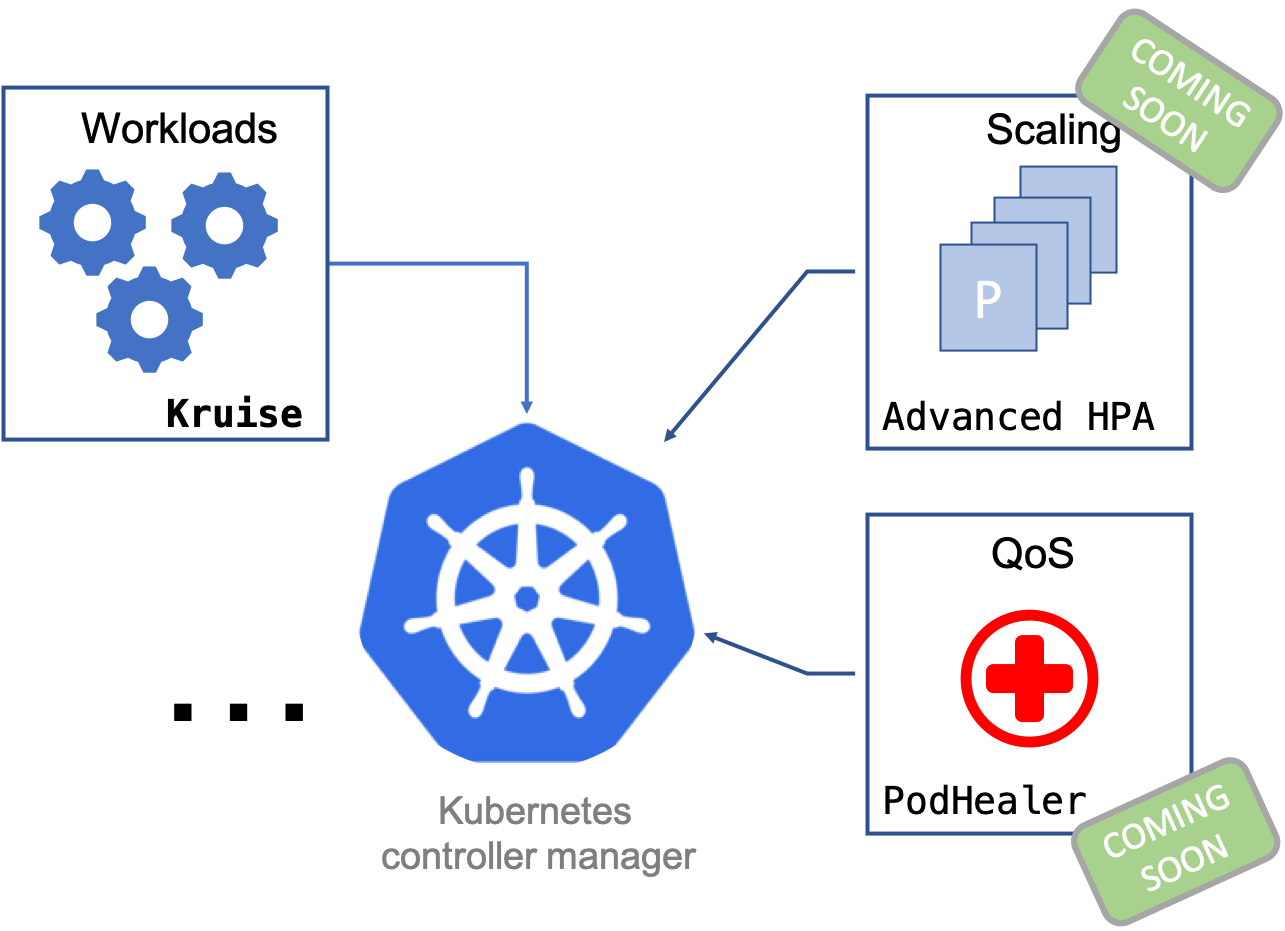 Workloads
Kruise
COMING
SOON
Scaling
P
Advanced HPA
QoS
PodHealer
COMING
SOON
...
Kubernetes
controller manager